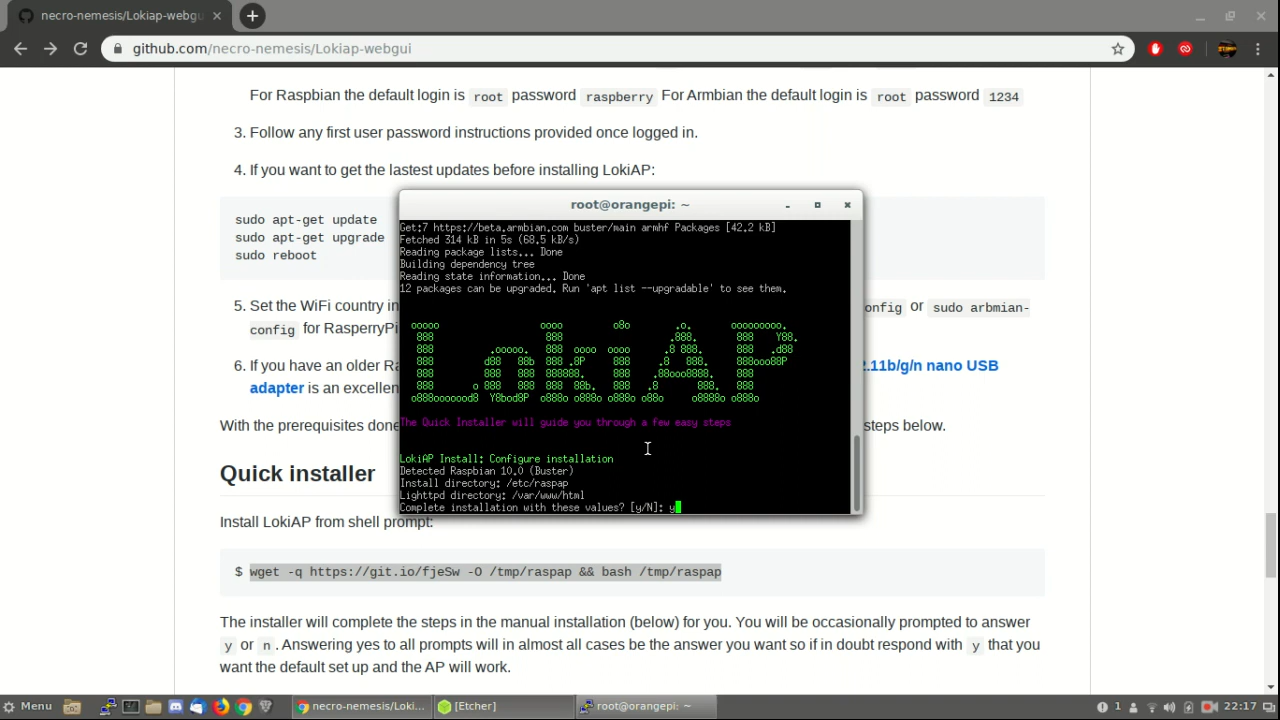 necro-nemesis/Lokiap-webgu
github.com/necro-nemesis/Lokiap-webgui
For Raspbian the default login is root password raspberry For Armbian the default login is root password 1234
3. Follow any first user password instructions provided once logged in.
4. If you want to get the lastest updates before installing LokiAP:
sudo apt-get update
sudo apt-get upgrade
sudo reboot
5. Set the WiFi country in
onfig or sudo arbmian-
config for RasperryPi
6. If you have an older Ra
.11b/g/n nano USB
adapter is an excellen
With the prerequisites done
steps below.
root@orangepi: ~
Get:7 https://beta.armbian.com buster/main armhf Packages [42.2 kB]
Fetched 314 kB in 5s (68.5 kB/s)
Reading package lists... Done
Building dependency tree
Reading state information... Done
12 packages can be upgraded. Run 'apt list --upgradable' to see them.
LokiAP
The Quick Installer will guide you through a few easy steps
LokiAP Install: Configure installation
Detected Raspbian 10.0 (Buster)
Install directory: /etc/raspap
Lighttpd directory: /var/www/html
Complete installation with these values? [y/N]: y
Quick installer
Install LokiAP from shell prompt:
$ wget -q https://git.io/fjeSw -O /tmp/raspap && bash /tmp/raspap
The installer will complete the steps in the manual installation (below) for you. You will be occasionally prompted to answer
y or n . Answering yes to all prompts will in almost all cases be the answer you want so if in doubt respond with y that you
want the default set up and the AP will work.
Menu
necro-nemesis/Loki...
[Etcher]
root@orangepi: ~
1
22:17